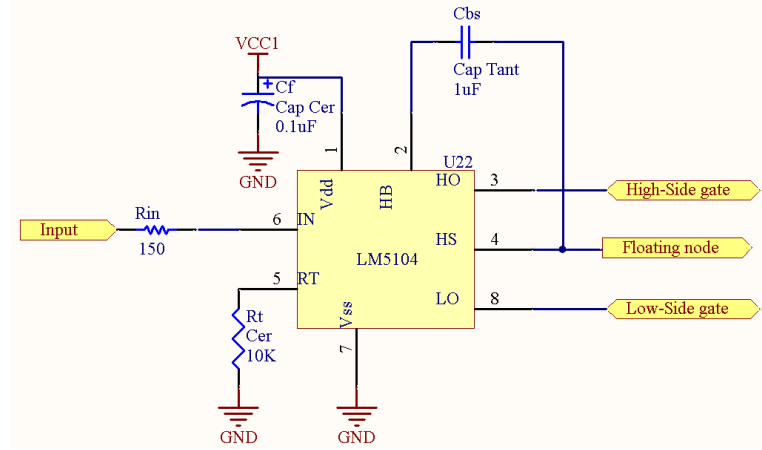 Cbs
VCC1
Cf
Cap Cer
0.1uF
Cap Tant
1uF
GND
1
2
U22
Vdd
HB
HO
3
High-Side gate
Rin
Input
150
6
IN
HS
4
Floating node
LM5104
5
RT
LO
8
Low-Side gate
Rt
Cer
10K
Vss
7
GND
GND